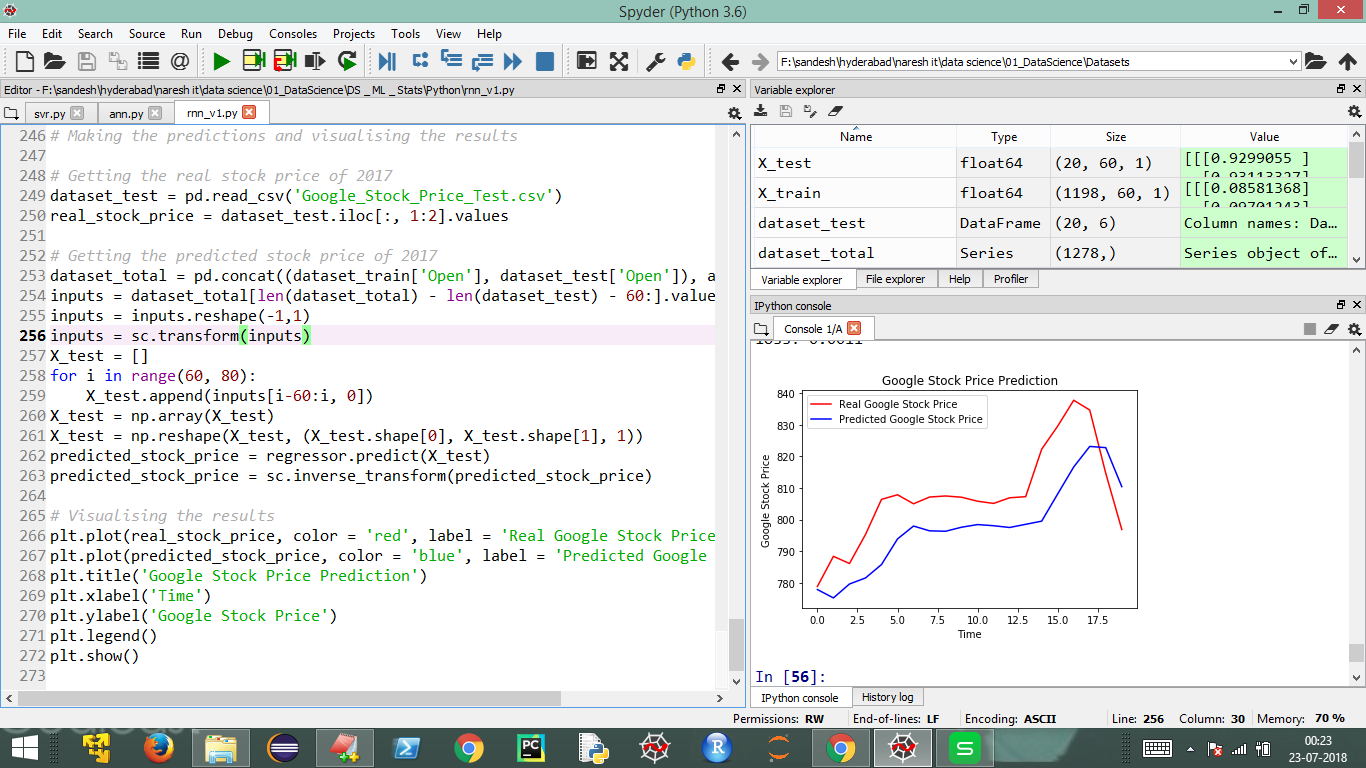 Spyder (Python 3.6)
File Edit Search Source Run Debug Consoles Projects Tools View Help
F:\sandesh\hyderabad\naresh it\data science\01_DataScience\Datasets
Editor - F:\sandesh\hyderabad\naresh it\data science\01_DataScience\DS _ ML _ Stats\Python\rnn_v1.py
svr.py ann.py rnn_v1.py
246 # Making the predictions and visualising the results
247
248 # Getting the real stock price of 2017
249 dataset_test = pd.read_csv('Google_Stock_Price_Test.csv')
250 real_stock_price = dataset_test.iloc[:, 1:2].values
251
252 # Getting the predicted stock price of 2017
253 dataset_total = pd.concat((dataset_train['Open'], dataset_test['Open']), a
254 inputs = dataset_total[len(dataset_total) - len(dataset_test) - 60:].value
255 inputs = inputs.reshape(-1,1)
256 inputs = sc.transform(inputs)
257 X_test = []
258 for i in range(60, 80):
259 X_test.append(inputs[i-60:i, 0])
260 X_test = np.array(X_test)
261 X_test = np.reshape(X_test, (X_test.shape[0], X_test.shape[1], 1))
262 predicted_stock_price = regressor.predict(X_test)
263 predicted_stock_price = sc.inverse_transform(predicted_stock_price)
264
265 # Visualising the results
266 plt.plot(real_stock_price, color = 'red', label = 'Real Google Stock Price
267 plt.plot(predicted_stock_price, color = 'blue', label = 'Predicted Google
268 plt.title('Google Stock Price Prediction')
269 plt.xlabel('Time')
270 plt.ylabel('Google Stock Price')
271 plt.legend()
272 plt.show()
273
Variable explorer
Name Type Size Value
X_test float64 (20, 60, 1) [[[0.9299055 ]
[0.93113327]
X_train float64 (1198, 60, 1) [[[0.08581368]
[0.09701243]
dataset_test DataFrame (20, 6) Column names: Da...
dataset_total Series (1278,) Series object of...
Variable explorer File explorer Help Profiler
IPython console
Console 1/A
loss: 0.0011
Google Stock Price Prediction
Real Google Stock Price
Predicted Google Stock Price
840
830
820
810
800
790
780
Google Stock Price
0.0 2.5 5.0 7.5 10.0 12.5 15.0 17.5
Time
In [56]:
IPython console History log
Permissions: RW End-of-lines: LF Encoding: ASCII Line: 256 Column: 30 Memory: 70 %
PC
R
S
00:23
23-07-2018